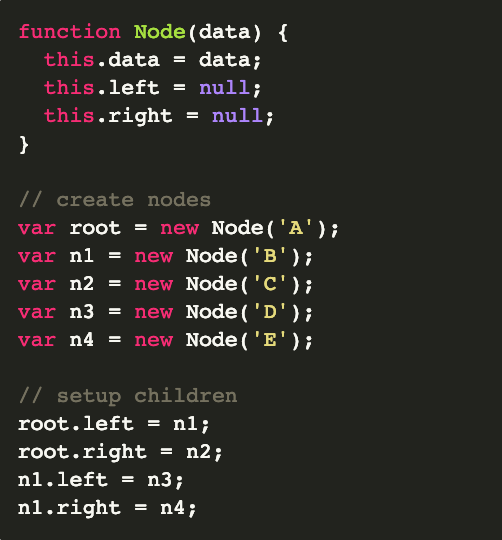 function Node(data) {
  this.data = data;
  this.left = null;
  this.right = null;
}

// create nodes
var root = new Node('A');
var n1 = new Node('B');
var n2 = new Node('C');
var n3 = new Node('D');
var n4 = new Node('E');

// setup children
root.left = n1;
root.right = n2;
n1.left = n3;
n1.right = n4;